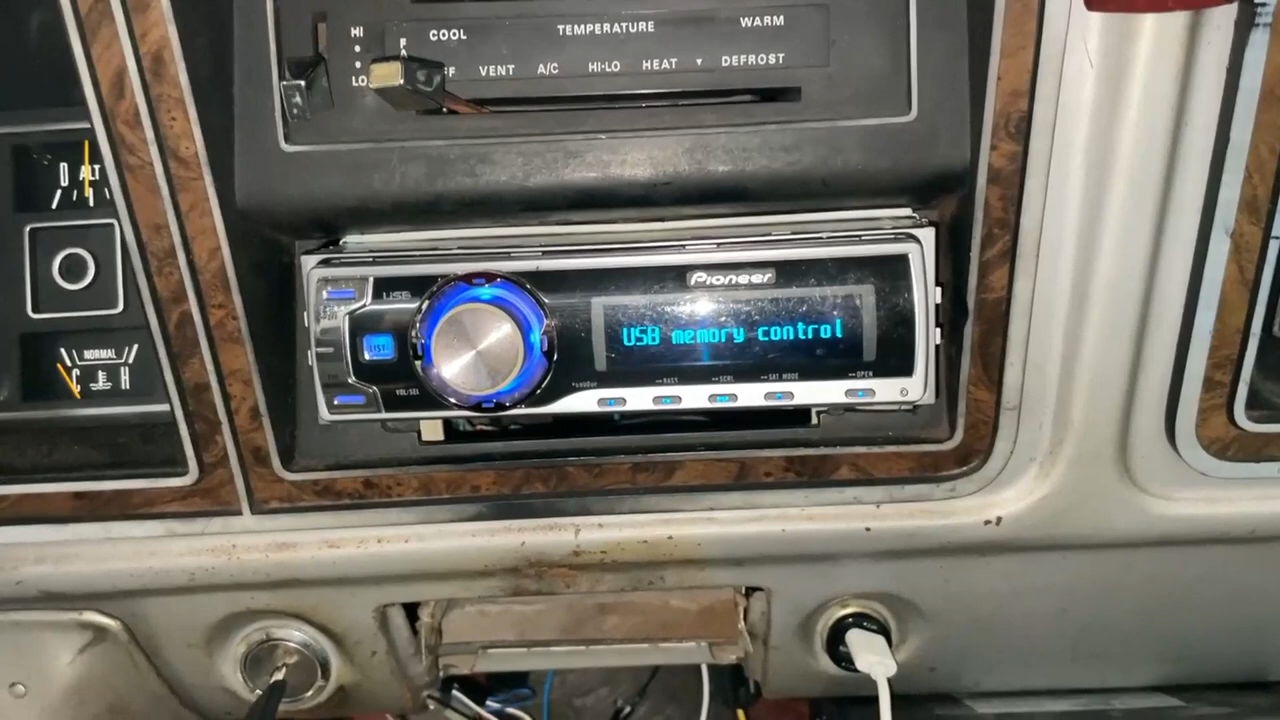 HI
COOL TEMPERATURE WARM
LO
VENT A/C HI-LO HEAT ▼ DEFROST
D ALT
Pioneer
USB
USB memory control
LIST
NORMAL
C H
VOL/SEL
BASS SCRL SAT MODE OPEN